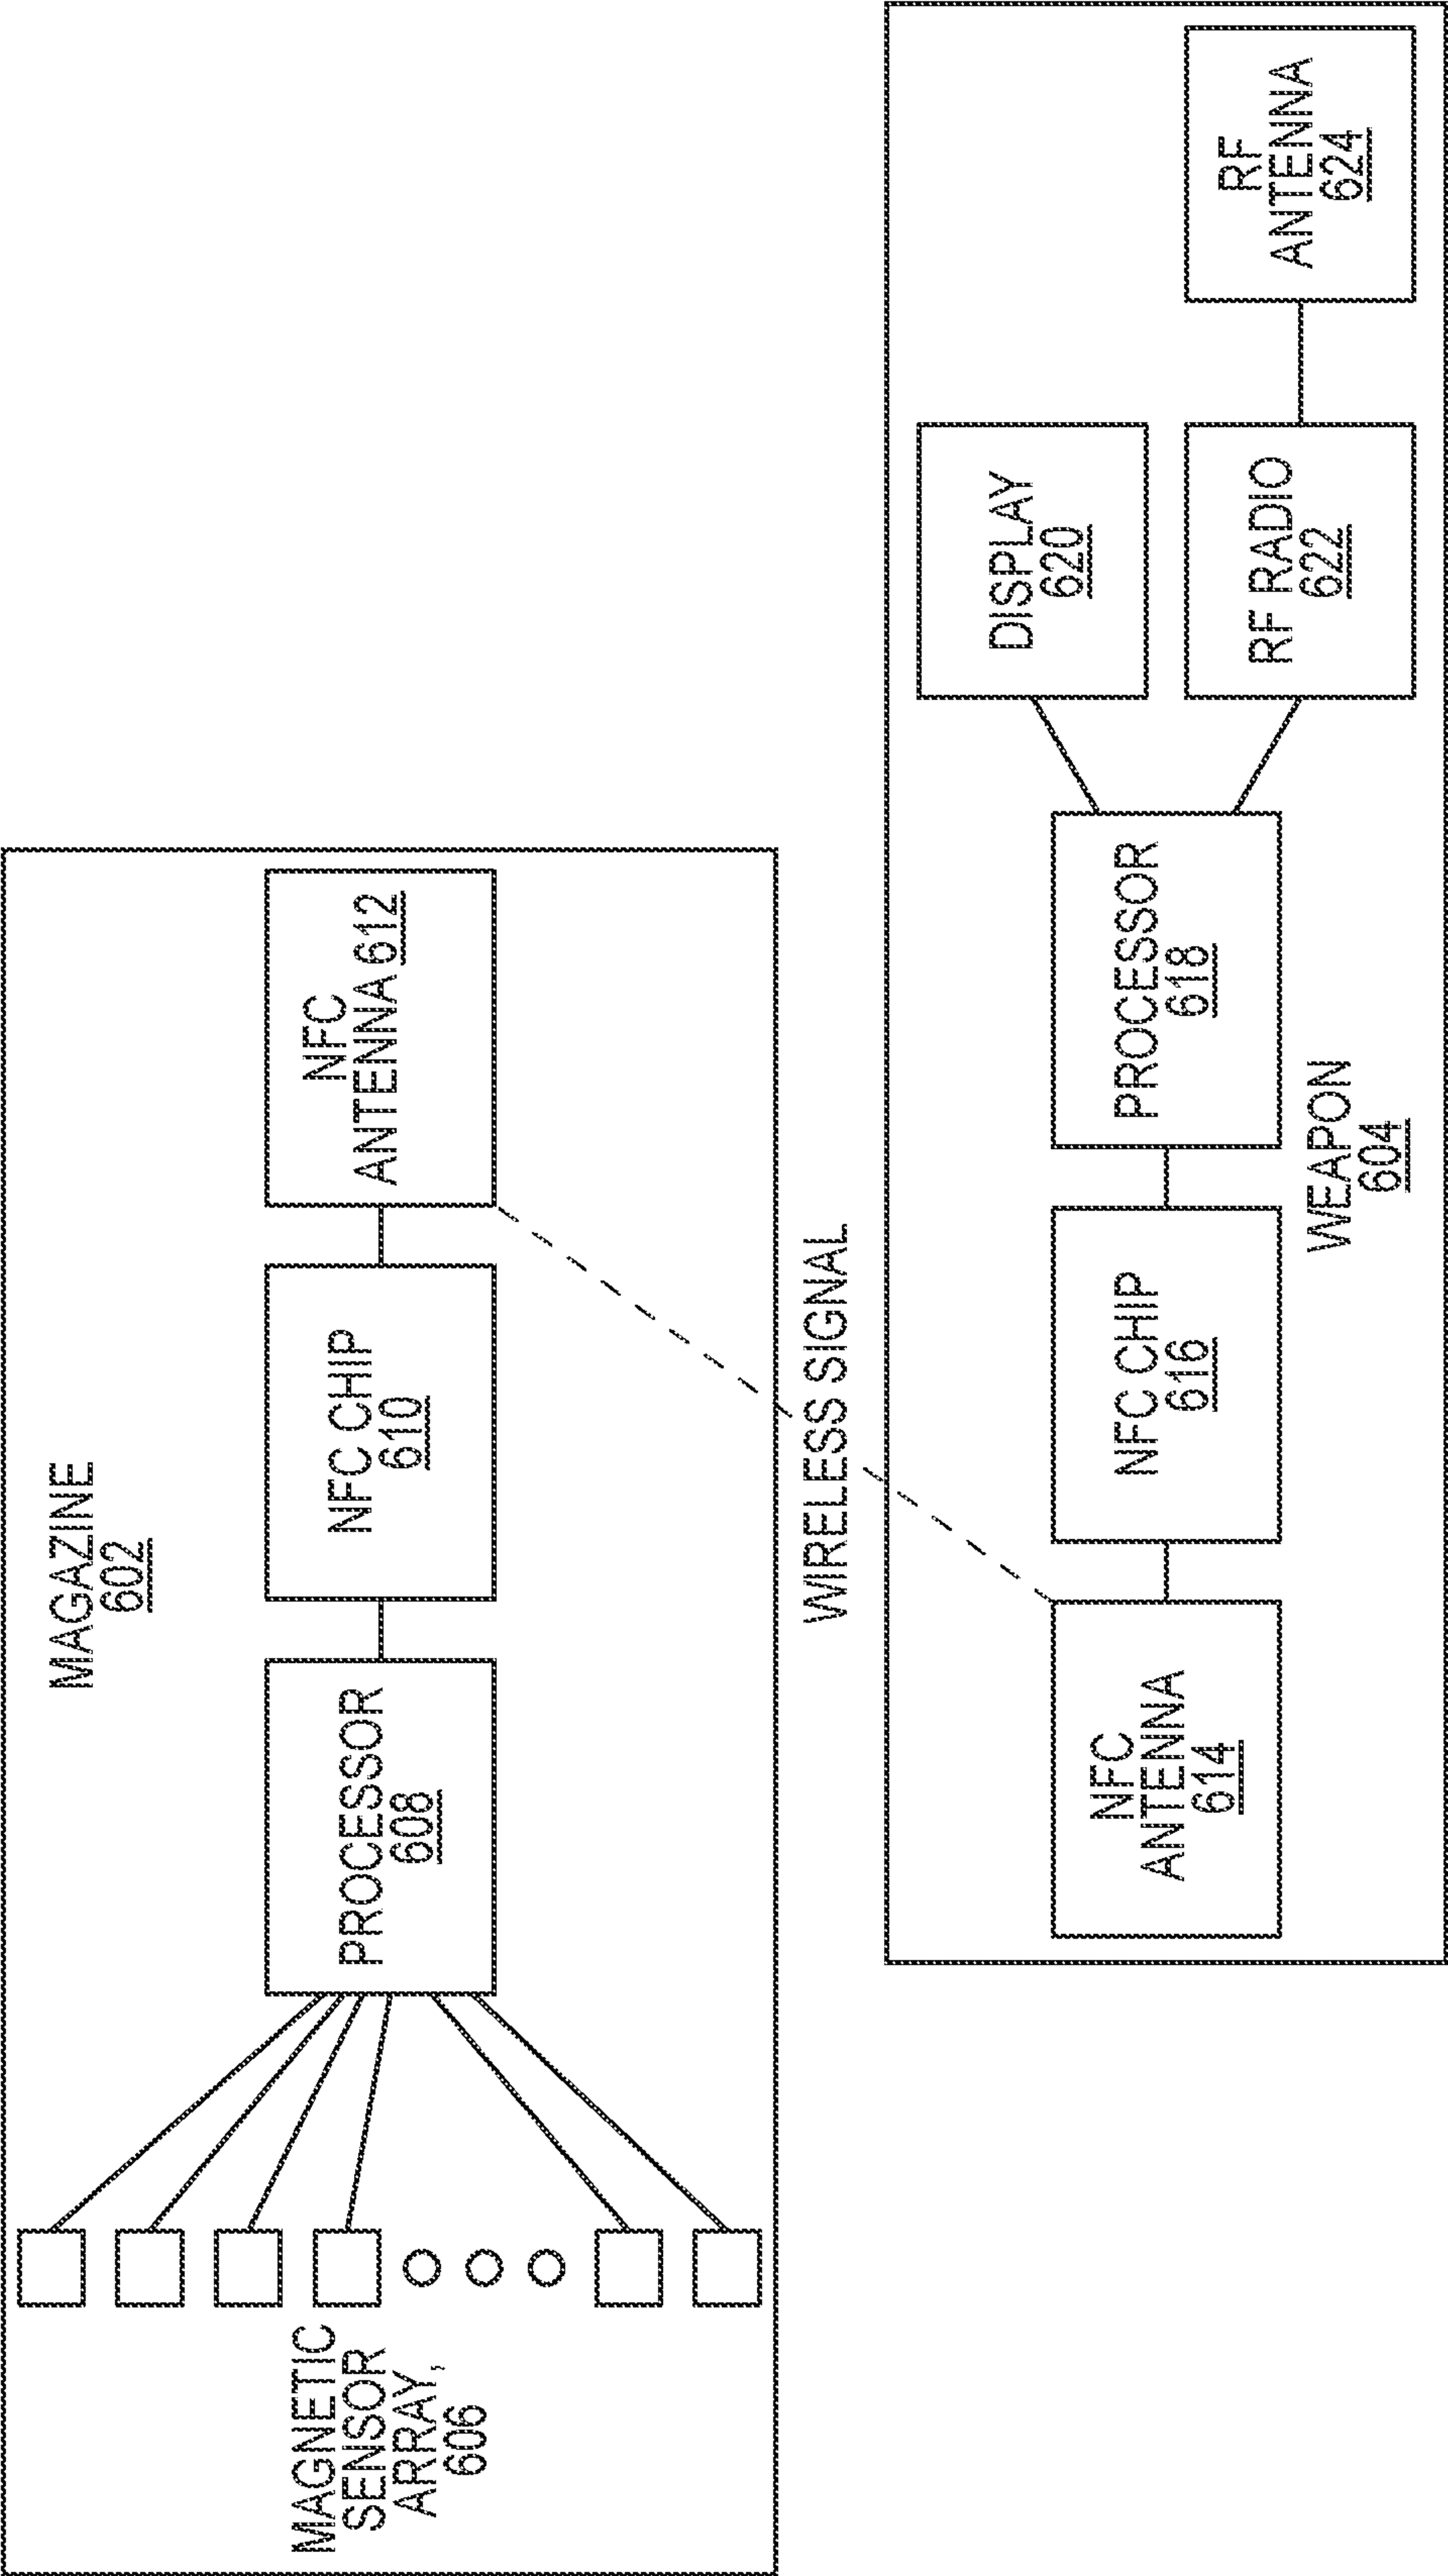 MAGAZINE
602
MAGNETIC
SENSOR
ARRAY,
606
PROCESSOR
608
NFC CHIP
610
NFC
ANTENNA 612
WIRELESS SIGNAL
NFC
ANTENNA
614
NFC CHIP
616
PROCESSOR
618
DISPLAY
620
RF RADIO
622
RF
ANTENNA
624
WEAPON
604